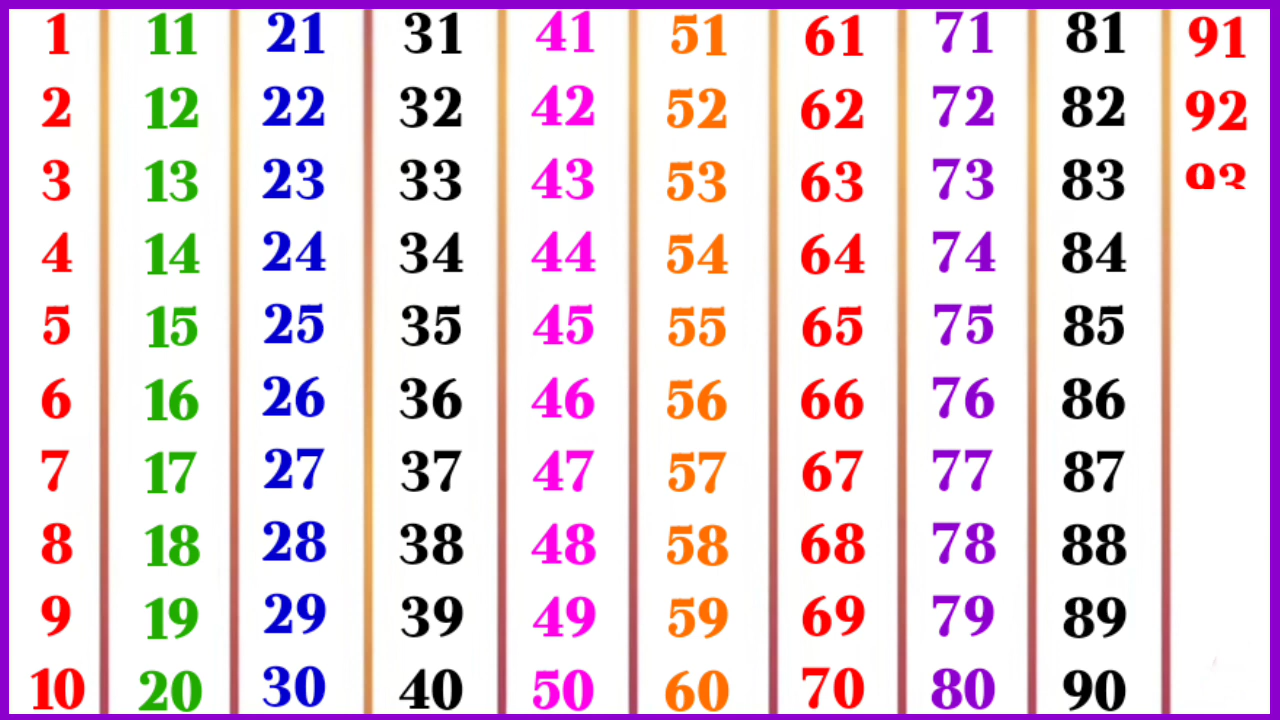 1 11 21 31 41 51 61 71 81 91
2 12 22 32 42 52 62 72 82 92
3 13 23 33 43 53 63 73 83 93
4 14 24 34 44 54 64 74 84
5 15 25 35 45 55 65 75 85
6 16 26 36 46 56 66 76 86
7 17 27 37 47 57 67 77 87
8 18 28 38 48 58 68 78 88
9 19 29 39 49 59 69 79 89
10 20 30 40 50 60 70 80 90